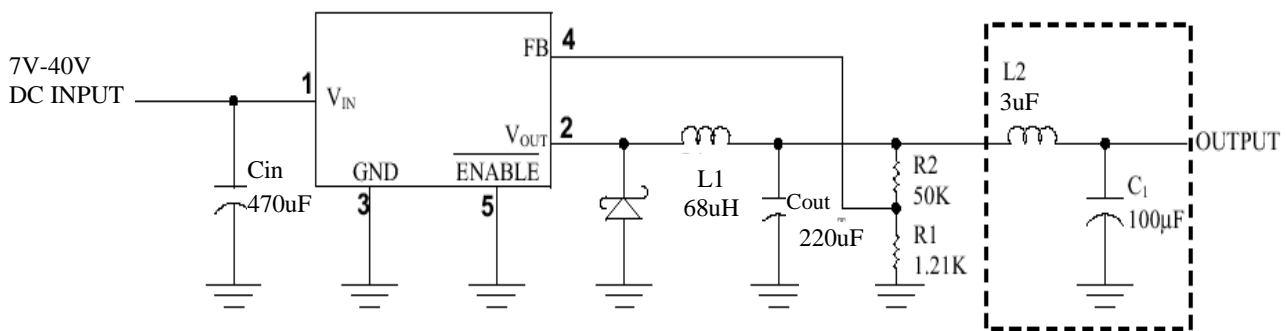 7V-40V
DC INPUT
1
VIN
FB
4
VOUT
2
GND
ENABLE
3
5
Cin
470uF
L1
68uH
Cout
220uF
R2
50K
R1
1.21K
L2
3uF
C1
100µF
OUTPUT